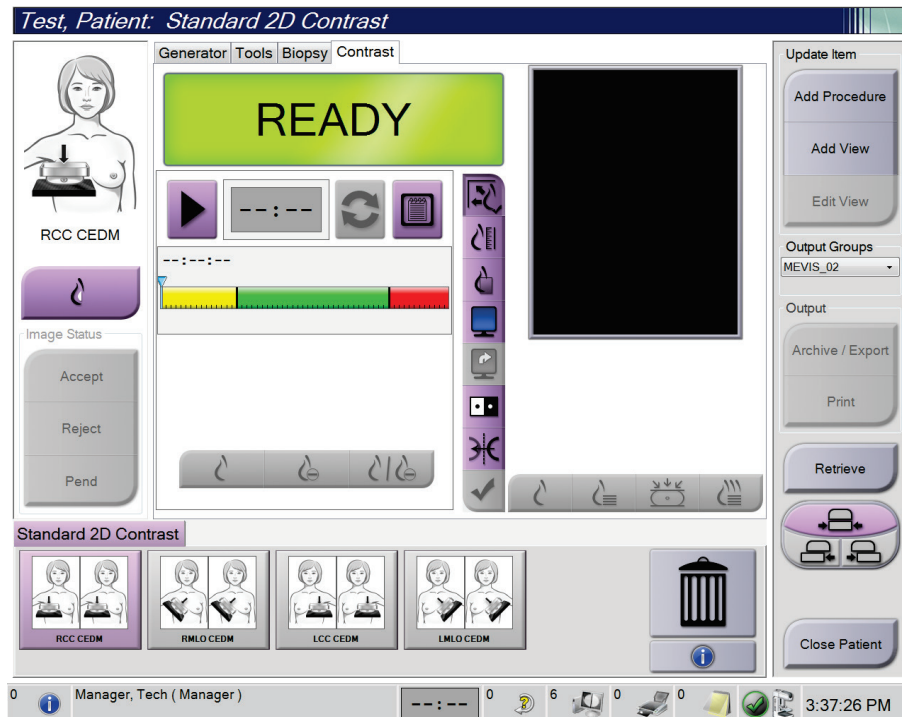 Test, Patient: Standard 2D Contrast
Generator Tools Biopsy Contrast
READY
--:--
--:--:--
RCC CEDM
Image Status
Accept
Reject
Pend
Update Item
Add Procedure
Add View
Edit View
Output Groups
MEVIS_02
Output
Archive / Export
Print
Retrieve
Close Patient
Standard 2D Contrast
RCC CEDM
RMLO CEDM
LCC CEDM
LMLO CEDM
0 Manager, Tech ( Manager ) --:-- 0 6 0 0 3:37:26 PM